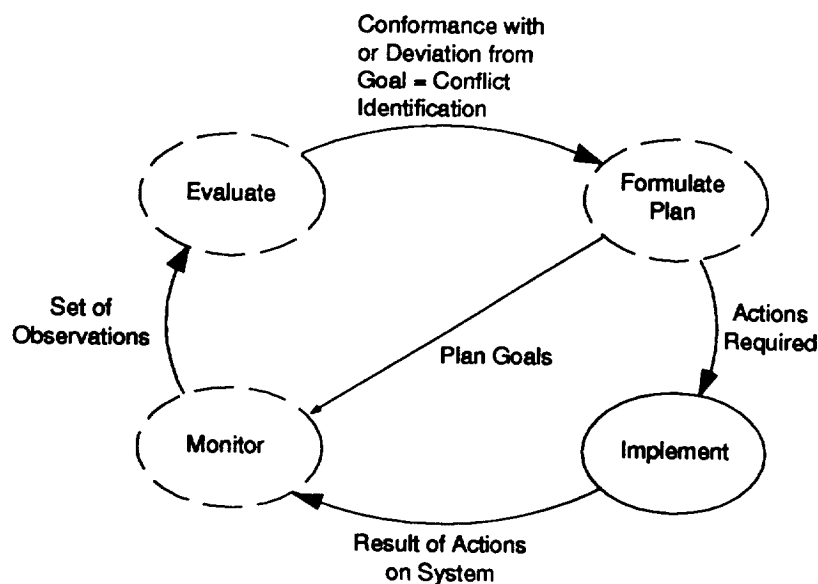 Conformance with
or Deviation from
Goal = Conflict
Identification
Evaluate
Formulate
Plan
Set of
Observations
Actions
Required
Plan Goals
Monitor
Implement
Result of Actions
on System